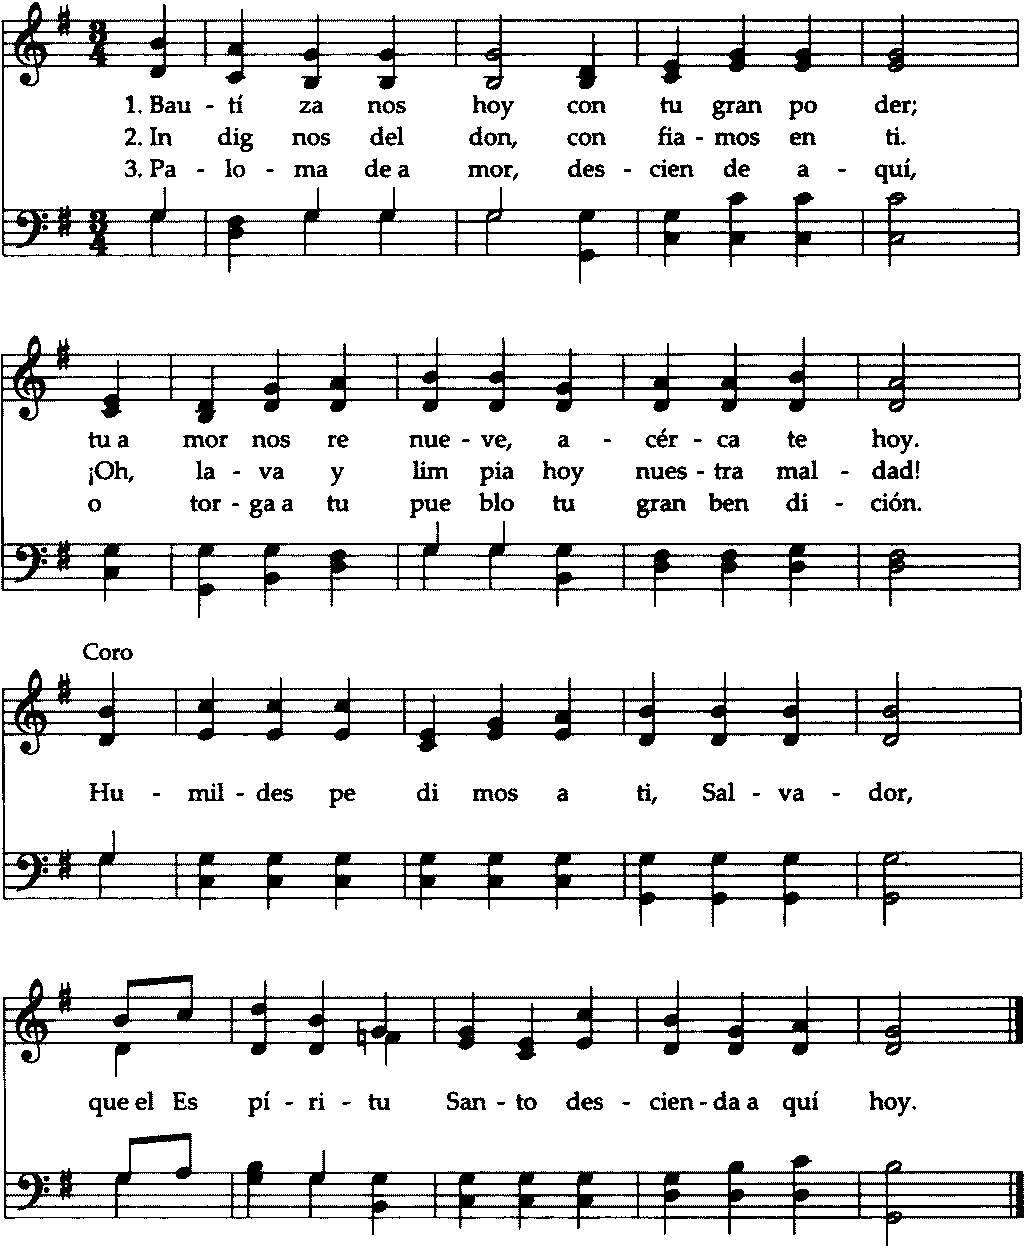 3
4
1. Bau - tí za nos hoy con tu gran po der;
2. In dig nos del don, con fia - mos en ti.
3. Pa - lo - ma de a mor, des - cien de a - quí,
3
4
tu a mor nos re nue - ve, a - cér - ca te hoy.
¡Oh, la - va y lim pia hoy nues - tra mal - dad!
o tor - ga a tu pue blo tu gran ben di - ción.
Coro
Hu - mil - des pe di mos a ti, Sal - va - dor,
que el Es pí - ri - tu San - to des - cien - da a quí hoy.